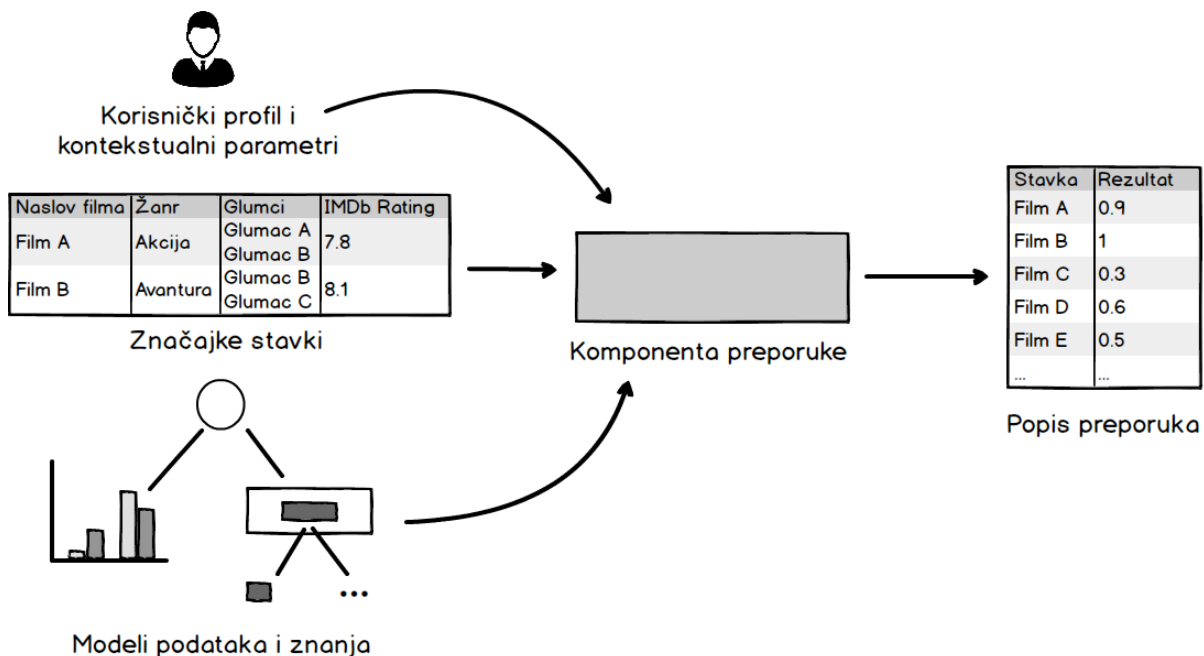 Korisnički profil i
kontekstualni parametri
Naslov filma Žanr Glumci IMDb Rating
Film A Akcija Glumac A 7.8
Glumac B
Film B Avantura Glumac B 8.1
Glumac C
Značajke stavki
Komponenta preporuke
Stavka Rezultat
Film A 0.9
Film B 1
Film C 0.3
Film D 0.6
Film E 0.5
... ...
Popis preporuka
...
Modeli podataka i znanja